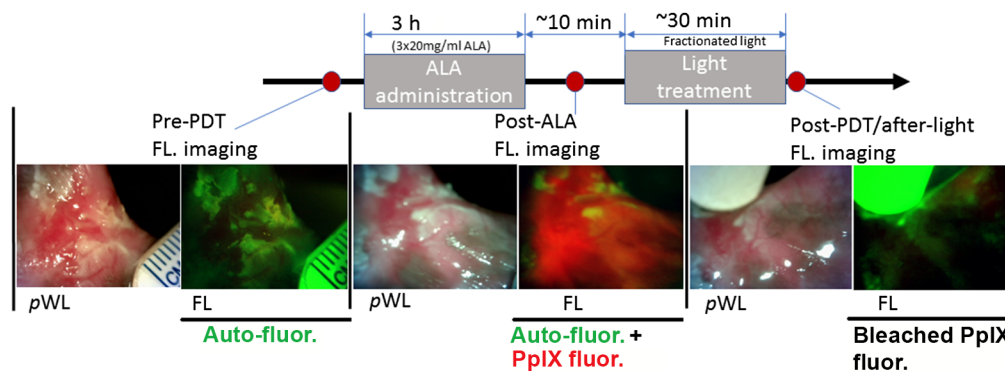 3 h
~10 min
~30 min
(3x20mg/ml ALA)
Fractionated light
ALA
administration
Light
treatment
Pre-PDT
FL. imaging
Post-ALA
FL. imaging
Post-PDT/after-light
FL. imaging
CM
CM
pWL
FL
pWL
FL
pWL
FL
Auto-fluor.
Auto-fluor. +
PpIX fluor.
Bleached PpIX
fluor.